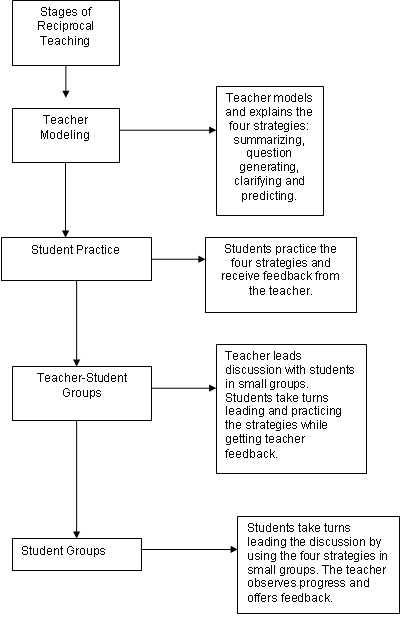 Stages of
Reciprocal
Teaching
Teacher
Modeling
Teacher models
and explains the
four strategies:
summarizing,
question
generating,
clarifying and
predicting.
Student Practice
Students practice the
four strategies and
receive feedback from
the teacher.
Teacher-Student
Groups
Teacher leads
discussion with students
in small groups.
Students take turns
leading and practicing
the strategies while
getting teacher
feedback.
Student Groups
Students take turns
leading the discussion by
using the four strategies in
small groups. The teacher
observes progress and
offers feedback.